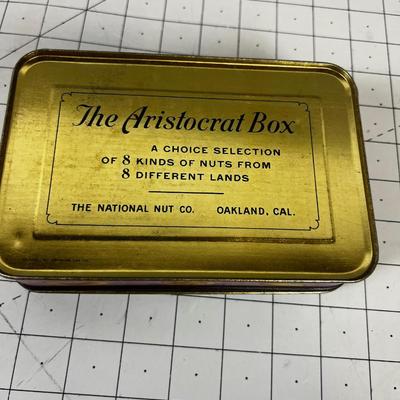 The Aristocrat Box
A CHOICE SELECTION
OF 8 KINDS OF NUTS FROM
8 DIFFERENT LANDS
THE NATIONAL NUT CO. OAKLAND, CAL.